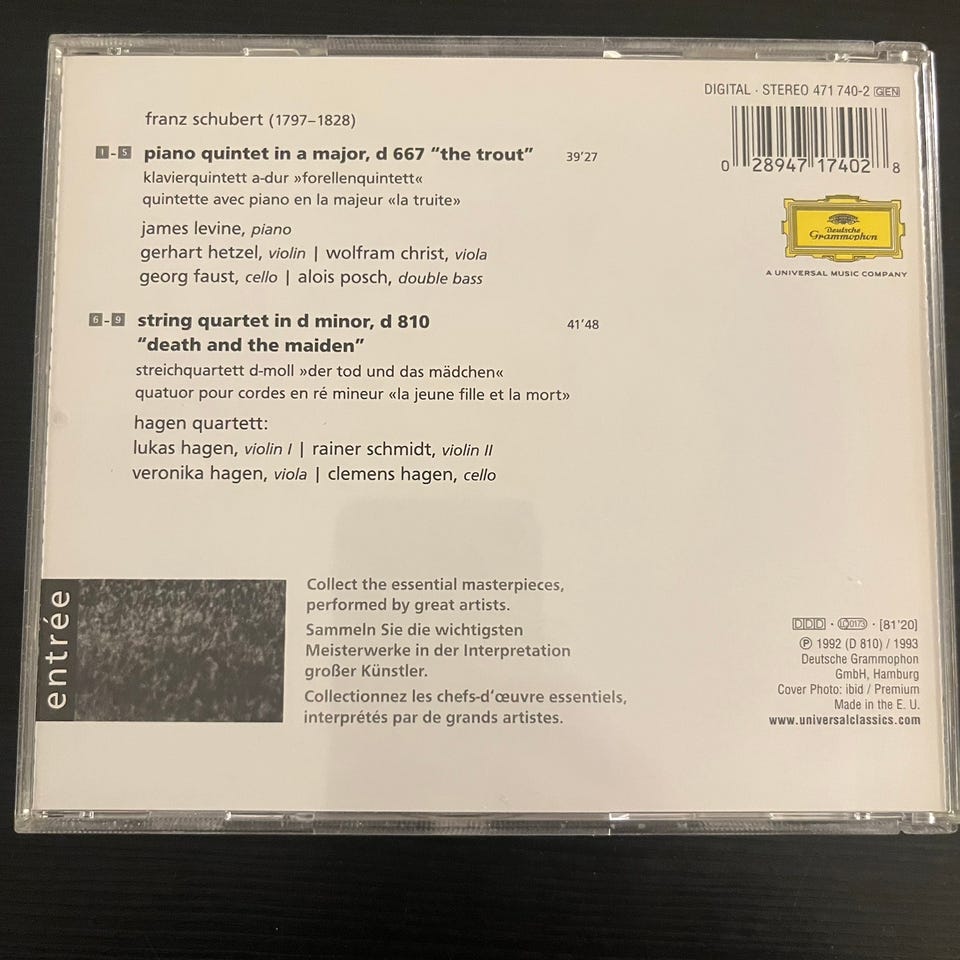 DIGITAL · STEREO 471 740-2 GEN
0 28947 17402 8
Deutsche
Grammophon
A UNIVERSAL MUSIC COMPANY
franz schubert (1797–1828)
1-5 piano quintet in a major, d 667 “the trout” 39’27
klavierquintett a-dur »forellenquintett«
quintette avec piano en la majeur «la truite»
james levine, piano
gerhart hetzel, violin | wolfram christ, viola
georg faust, cello | alois posch, double bass
6-9 string quartet in d minor, d 810 41’48
“death and the maiden”
streichquartett d-moll »der tod und das mädchen«
quatuor pour cordes en ré mineur «la jeune fille et la mort»
hagen quartett:
lukas hagen, violin I | rainer schmidt, violin II
veronika hagen, viola | clemens hagen, cello
entrée
Collect the essential masterpieces,
performed by great artists.
Sammeln Sie die wichtigsten
Meisterwerke in der Interpretation
großer Künstler.
Collectionnez les chefs-d’œuvre essentiels,
interprétés par de grands artistes.
DDD · LC0173 · [81’20]
℗ 1992 (D 810) / 1993
Deutsche Grammophon
GmbH, Hamburg
Cover Photo: ibid / Premium
Made in the E. U.
www.universalclassics.com